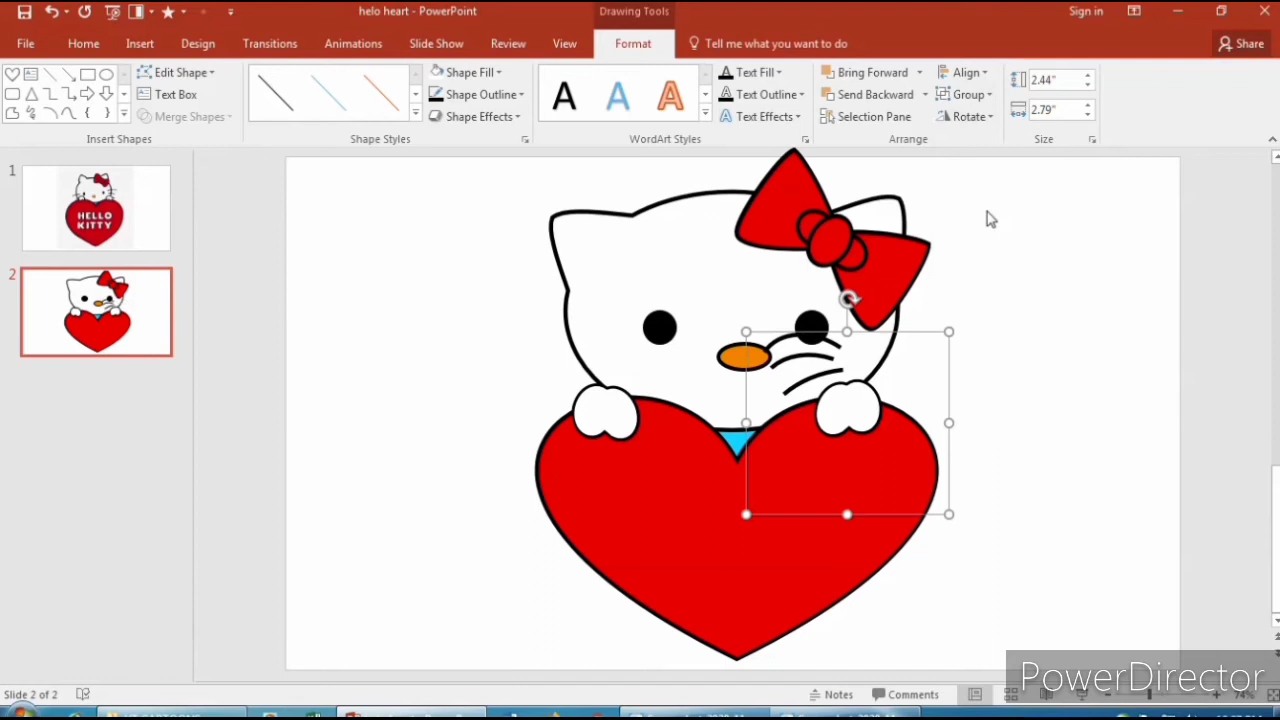 helo heart - PowerPoint
Drawing Tools
Sign in
File Home Insert Design Transitions Animations Slide Show Review View Format Tell me what you want to do Share
Edit Shape
Text Box
Merge Shapes
Insert Shapes
Shape Fill
Shape Outline
Shape Effects
Shape Styles
A A A
Text Fill
Text Outline
Text Effects
WordArt Styles
Bring Forward
Send Backward
Selection Pane
Align
Group
Rotate
Arrange
2.44"
2.79"
Size
1
HELLO
KITTY
2
PowerDirector
Slide 2 of 2
Notes
Comments
74%